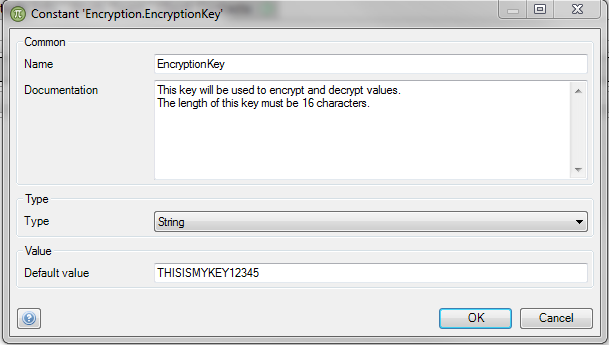 Constant 'Encryption.EncryptionKey'
Common
Name EncryptionKey
Documentation This key will be used to encrypt and decrypt values.
The length of this key must be 16 characters.
Type
Type String
Value
Default value THISISMYKEY12345
OK Cancel